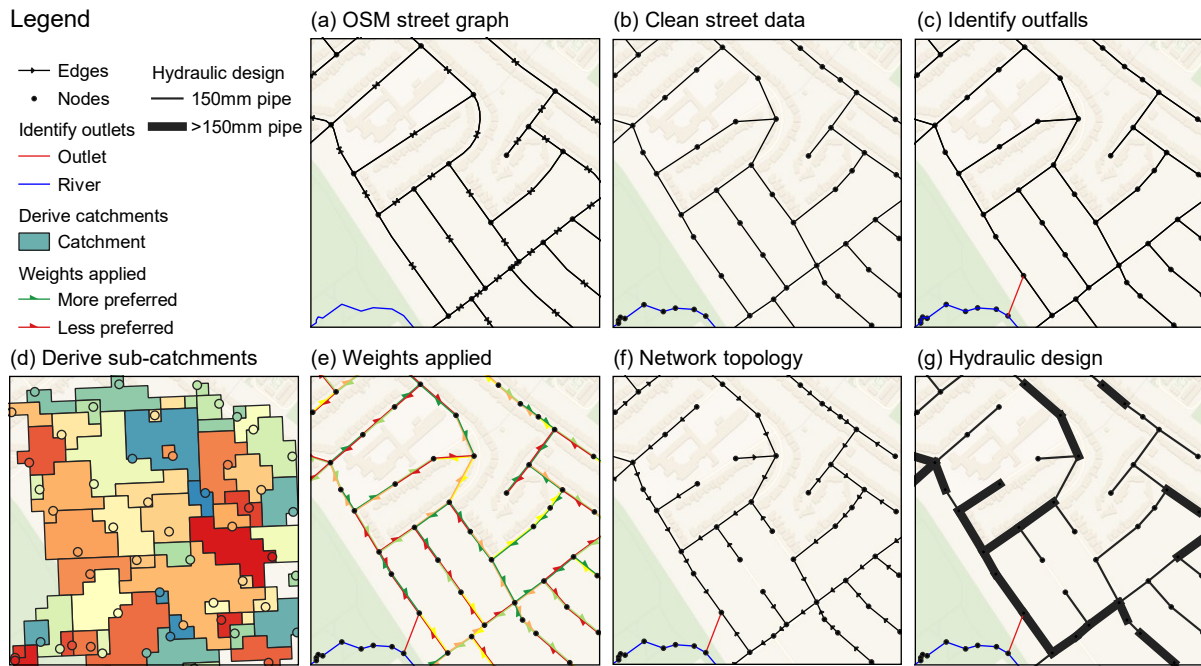 Legend
Edges
Nodes
Hydraulic design
150mm pipe
>150mm pipe
Identify outlets
Outlet
River
Derive catchments
Catchment
Weights applied
More preferred
Less preferred
(a) OSM street graph
(b) Clean street data
(c) Identify outfalls
(d) Derive sub-catchments
(e) Weights applied
(f) Network topology
(g) Hydraulic design